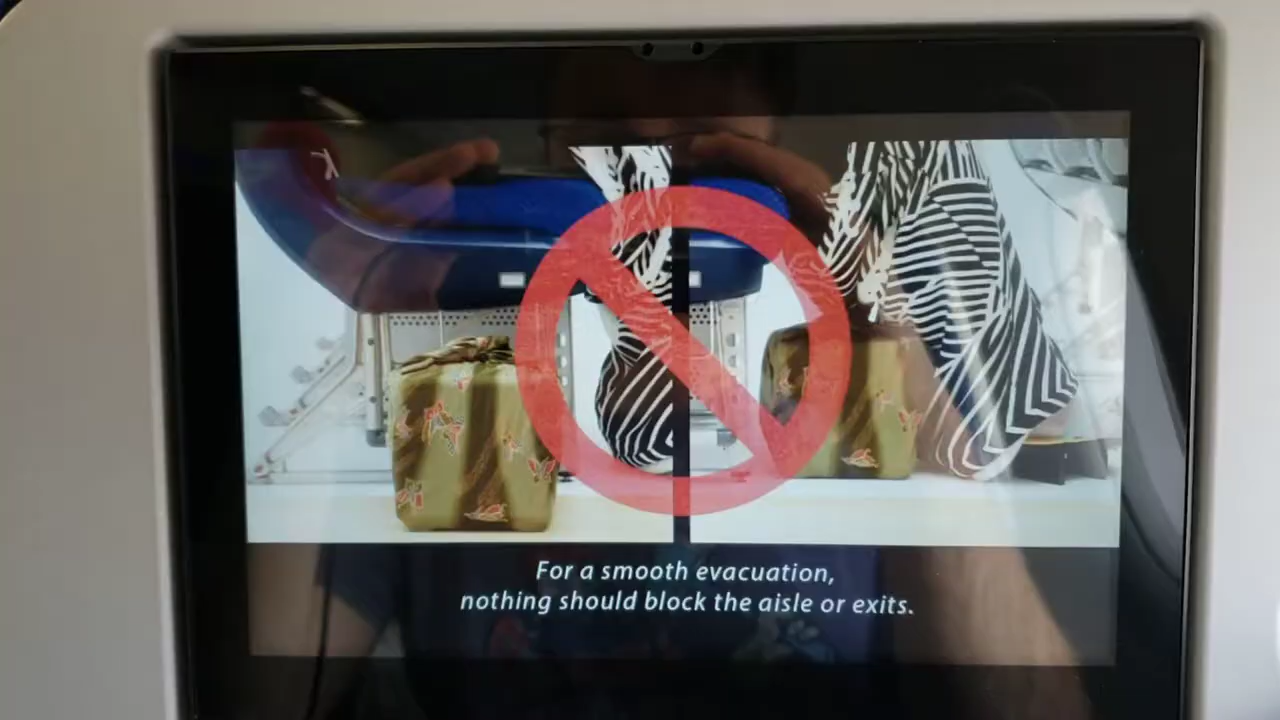 For a smooth evacuation,
nothing should block the aisle or exits.